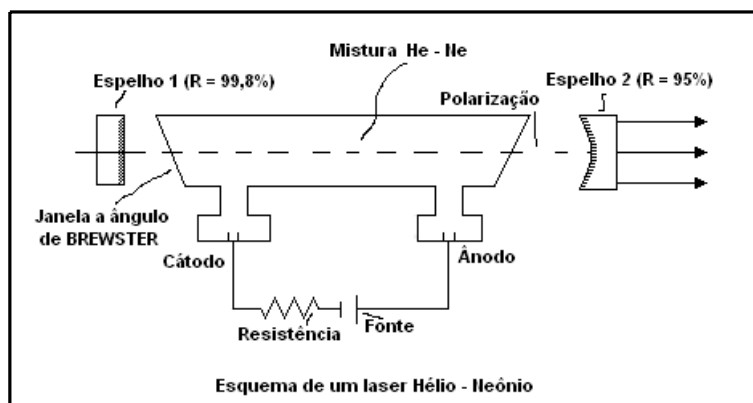 Mistura He - Ne
Espelho 1 (R = 99,8%)
Espelho 2 (R = 95%)
Polarização
Janela a ângulo
de BREWSTER
Cátodo
Ânodo
Resistência
Fonte
Esquema de um laser Hélio - Neônio